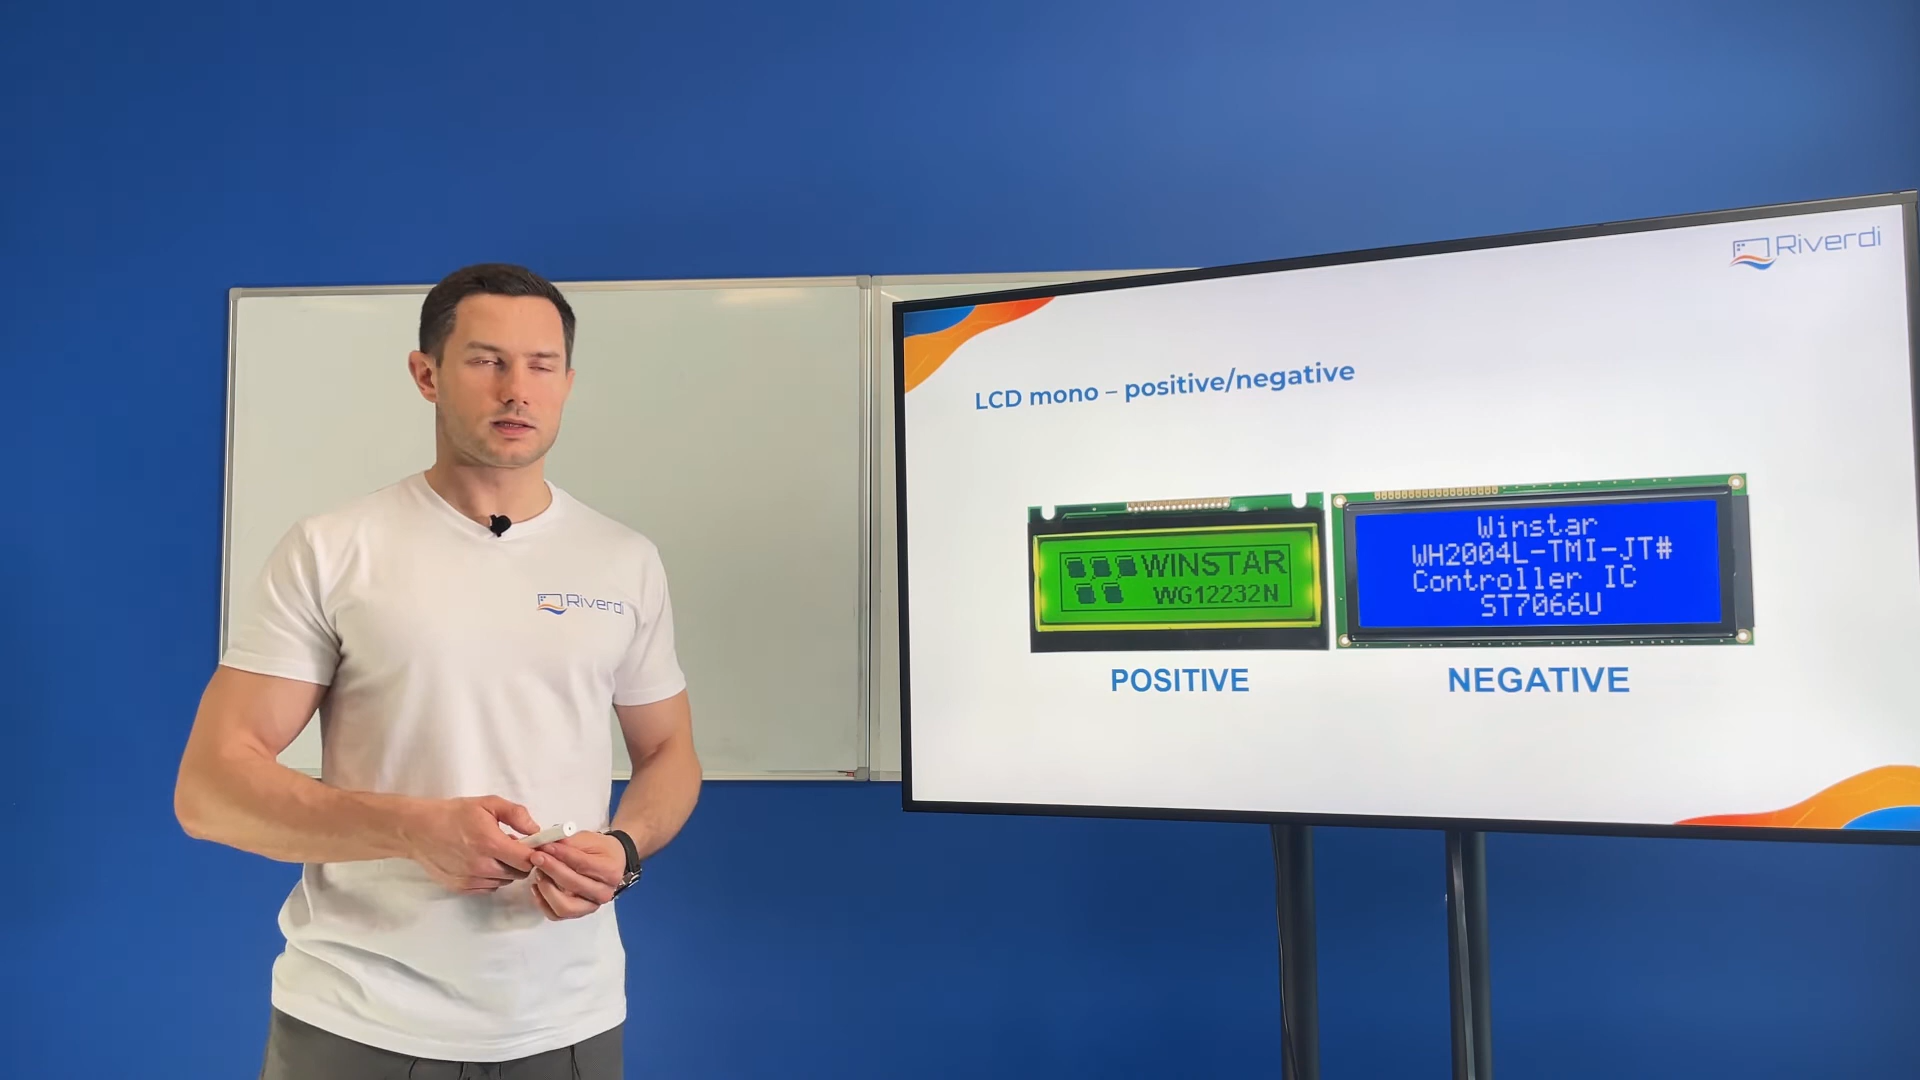 Riverdi
LCD mono – positive/negative
WINSTAR
WG12232N
Winstar
WH2004L-TMI-JT#
Controller IC
ST7066U
POSITIVE
NEGATIVE
Riverdi